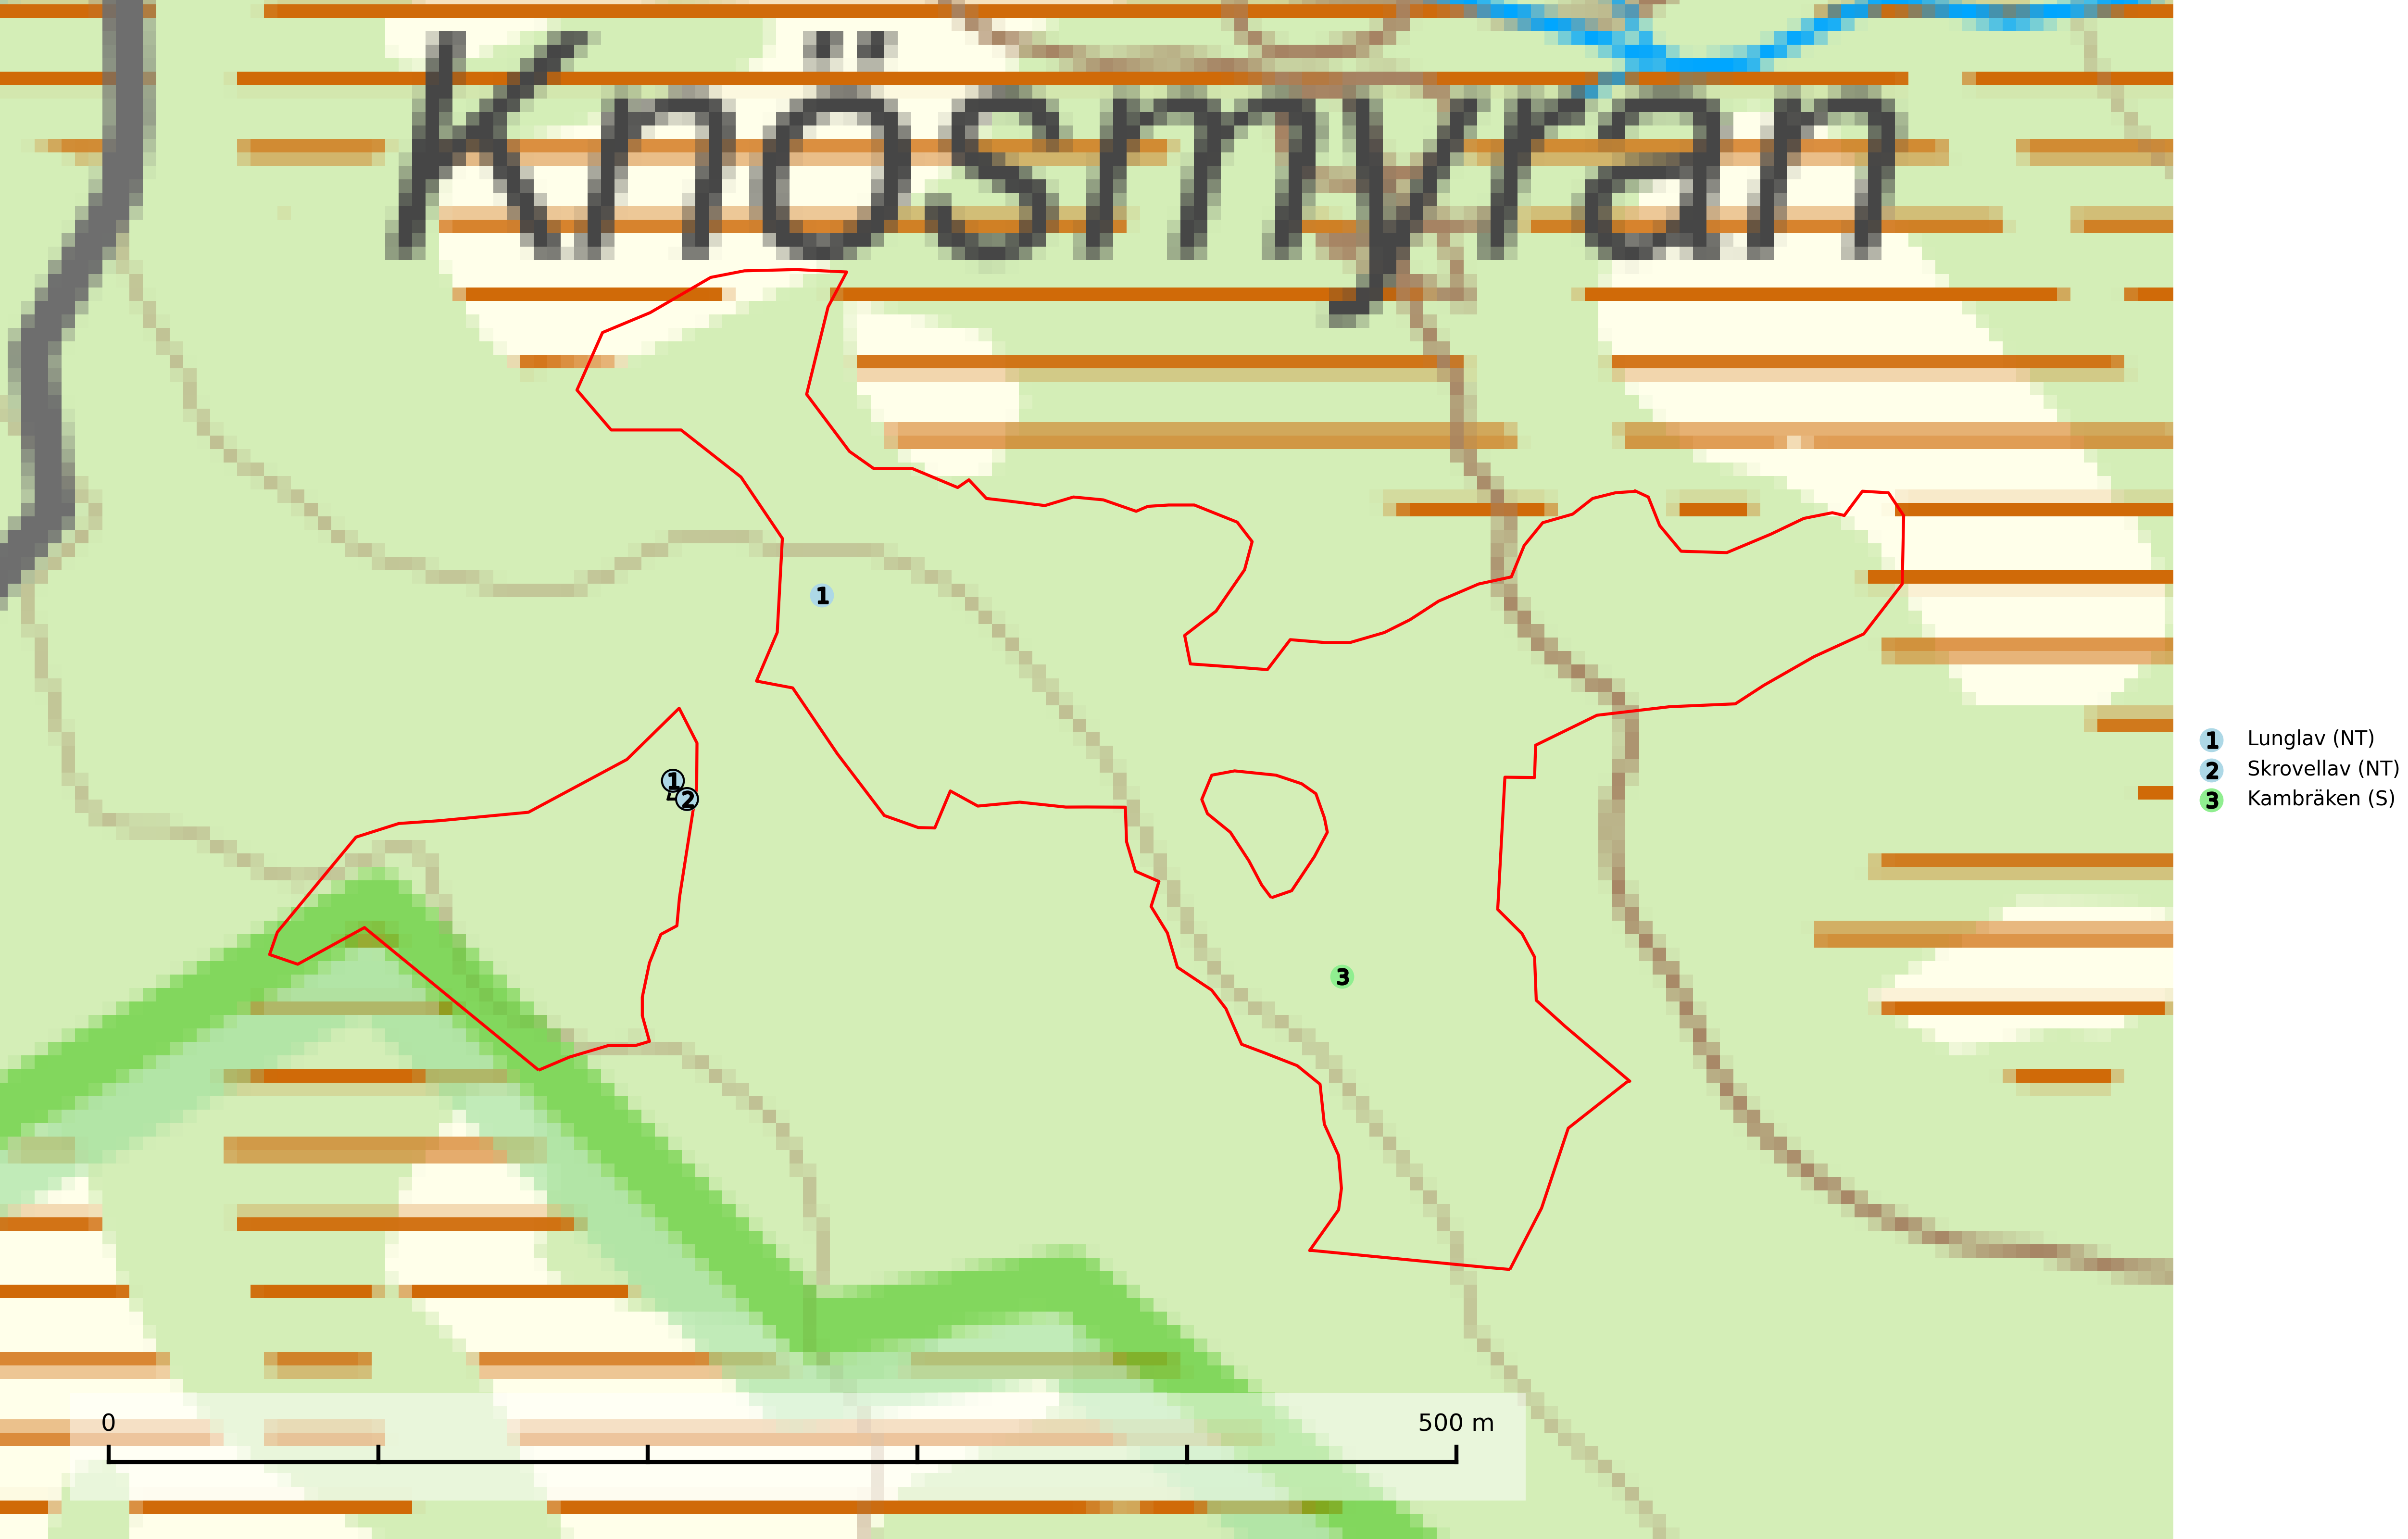 Knösmyran
1
1
2
3
1 Lunglav (NT)
2 Skrovellav (NT)
3 Kambräken (S)
0 500 m